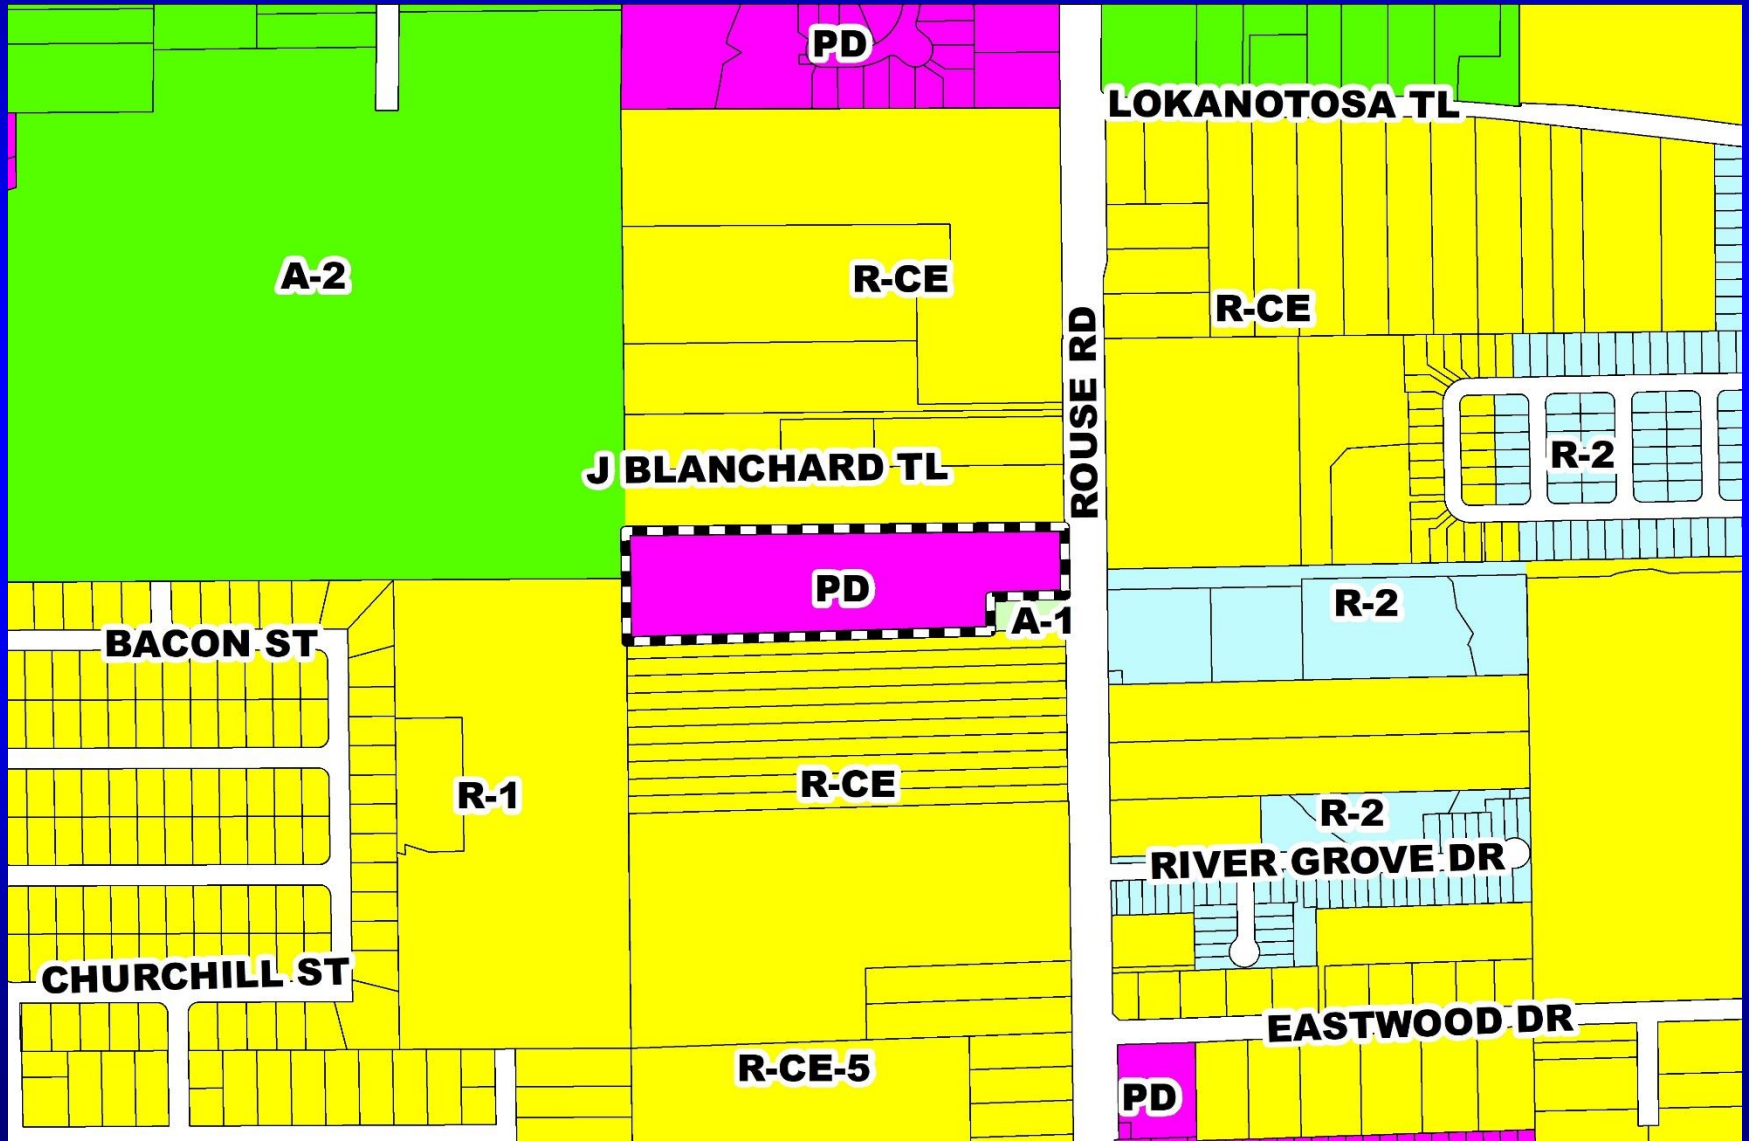 PD
LOKANOTOSA TL
A-2
R-CE
R-CE
ROUSE RD
R-2
J BLANCHARD TL
PD
R-2
A-1
BACON ST
R-CE
R-1
R-2
RIVER GROVE DR
CHURCHILL ST
EASTWOOD DR
R-CE-5
PD